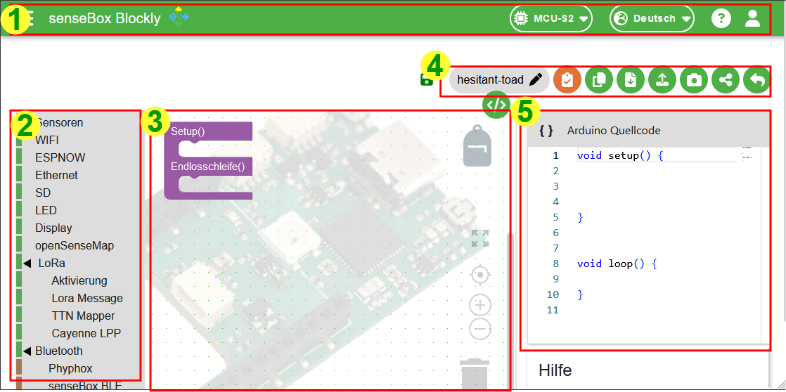 1
senseBox Blockly
MCU-S2
Deutsch
?
4
hesitant-toad
</>
2
Sensoren
WIFI
ESPNOW
Ethernet
SD
LED
Display
openSenseMap
LoRa
Aktivierung
Lora Message
TTN Mapper
Cayenne LPP
Bluetooth
Phyphox
senseBox BLE
3
Setup()
Endlosschleife()
5
{ } Arduino Quellcode
1 void setup() {
2
3
4
5 }
6
7
8 void loop() {
9
10 }
11
Hilfe